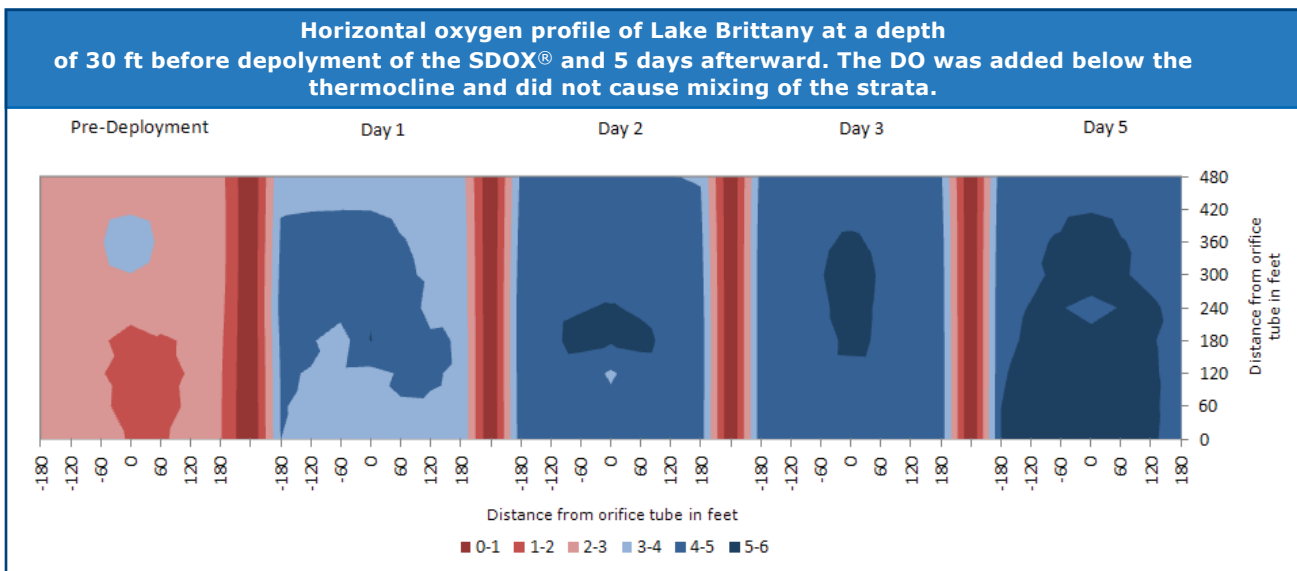 Horizontal oxygen profile of Lake Brittany at a depth
of 30 ft before depolyment of the SDOX® and 5 days afterward. The DO was added below the
thermocline and did not cause mixing of the strata.
Pre-Deployment Day 1 Day 2 Day 3 Day 5
480
420
360
300
240
180
120
60
0
Distance from orifice
tube in feet
-180 -120 -60 0 60 120 180 -180 -120 -60 0 60 120 180 -180 -120 -60 0 60 120 180 -180 -120 -60 0 60 120 180 -180 -120 -60 0 60 120 180
Distance from orifice tube in feet
0-1 1-2 2-3 3-4 4-5 5-6